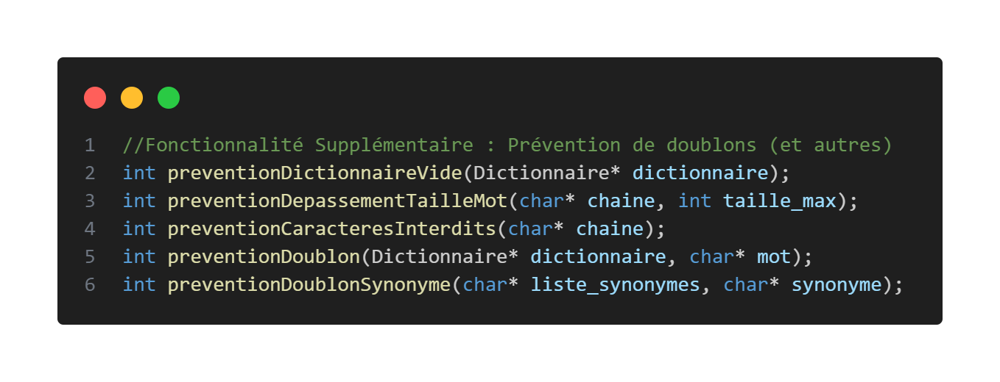 1 //Fonctionnalité Supplémentaire : Prévention de doublons (et autres)
2 int preventionDictionnaireVide(Dictionnaire* dictionnaire);
3 int preventionDepassementTailleMot(char* chaine, int taille_max);
4 int preventionCaracteresInterdits(char* chaine);
5 int preventionDoublon(Dictionnaire* dictionnaire, char* mot);
6 int preventionDoublonSynonyme(char* liste_synonymes, char* synonyme);